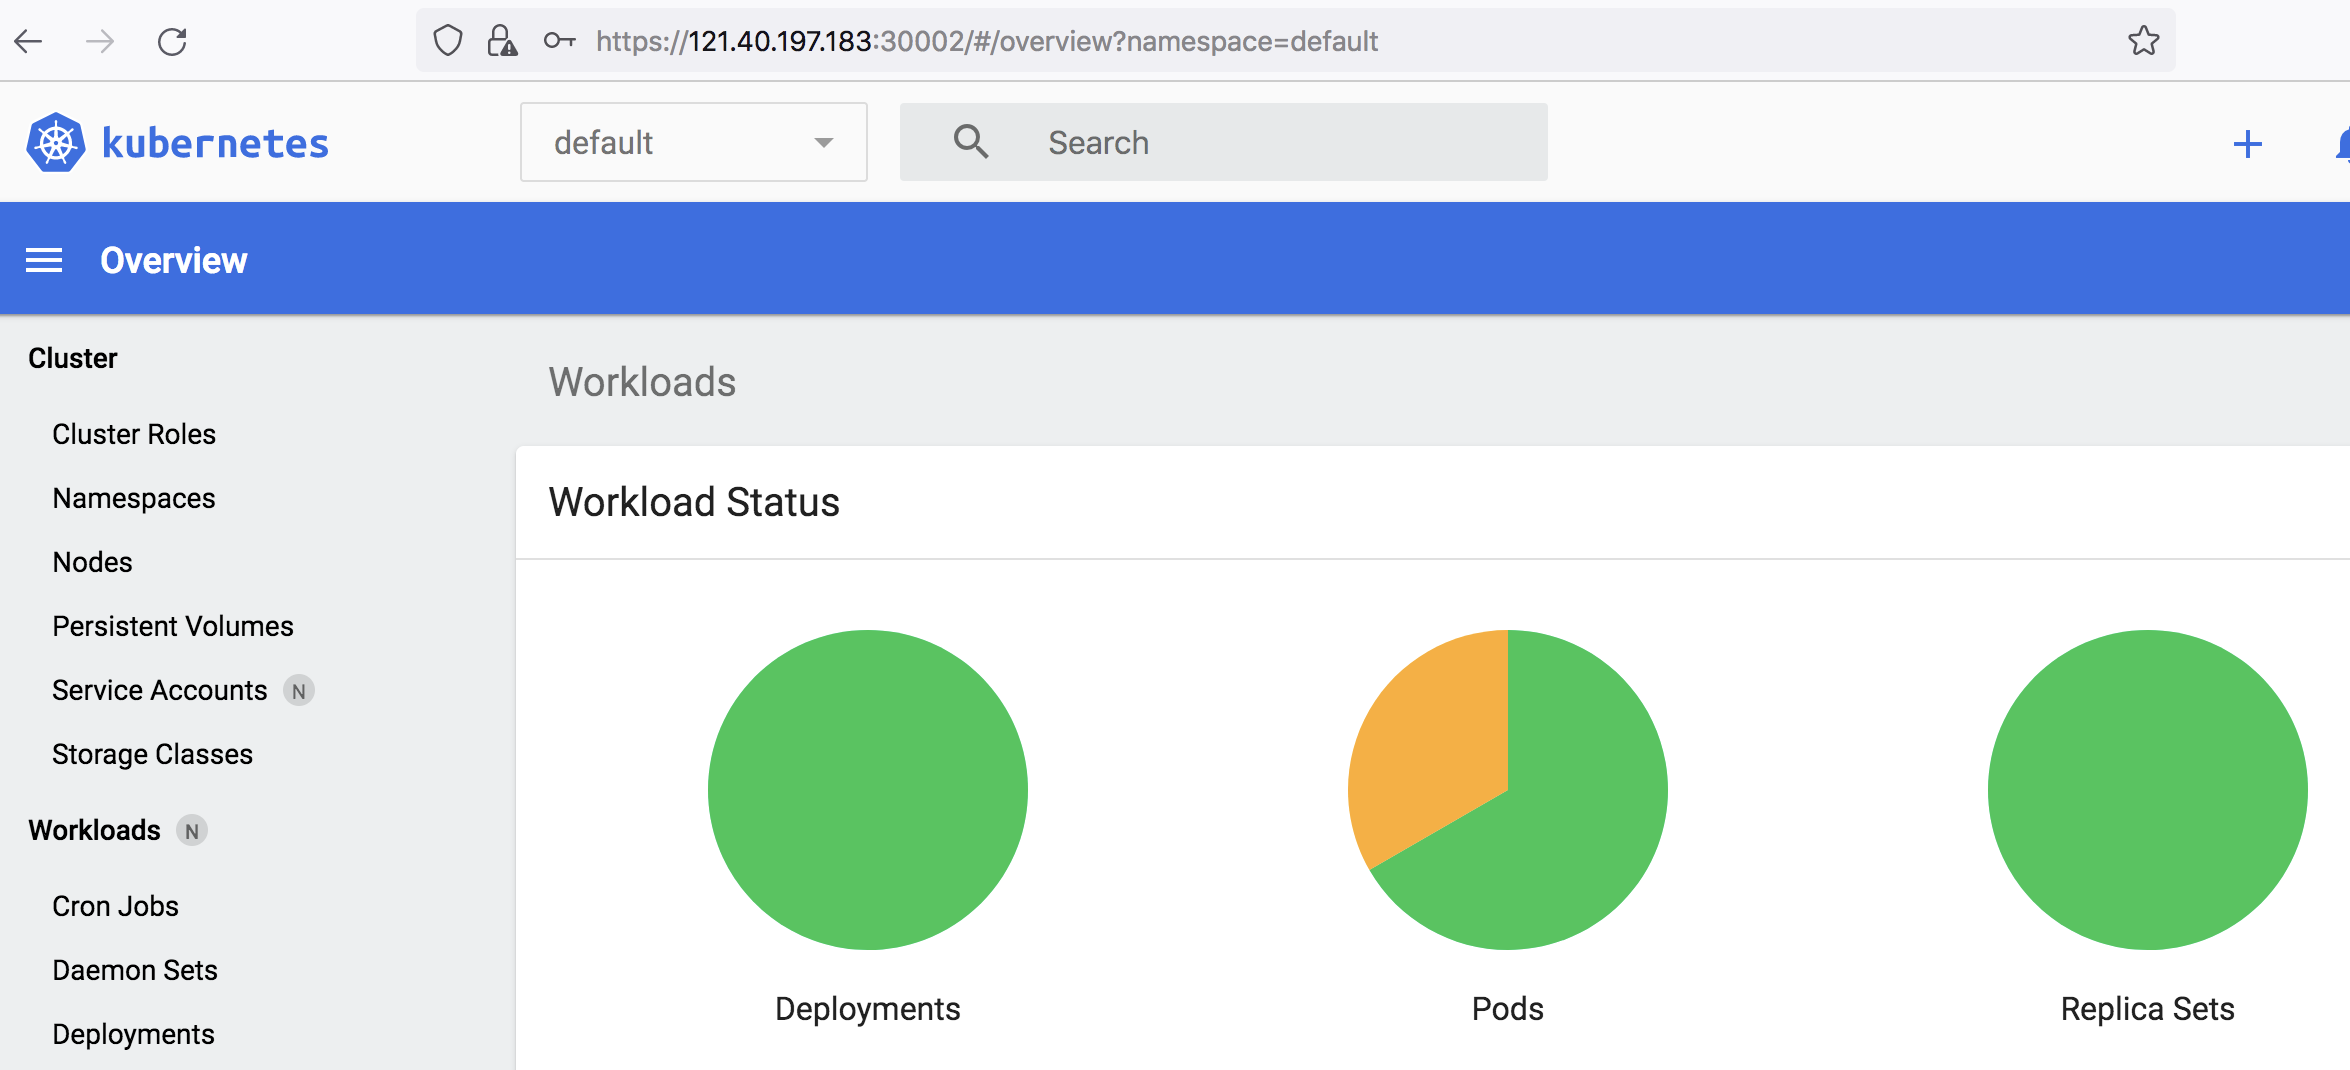 https://121.40.197.183:30002/#/overview?namespace=default
kubernetes
default
Search
Overview
Cluster
Cluster Roles
Namespaces
Nodes
Persistent Volumes
Service Accounts N
Storage Classes
Workloads N
Cron Jobs
Daemon Sets
Deployments
Workloads
Workload Status
Deployments
Pods
Replica Sets